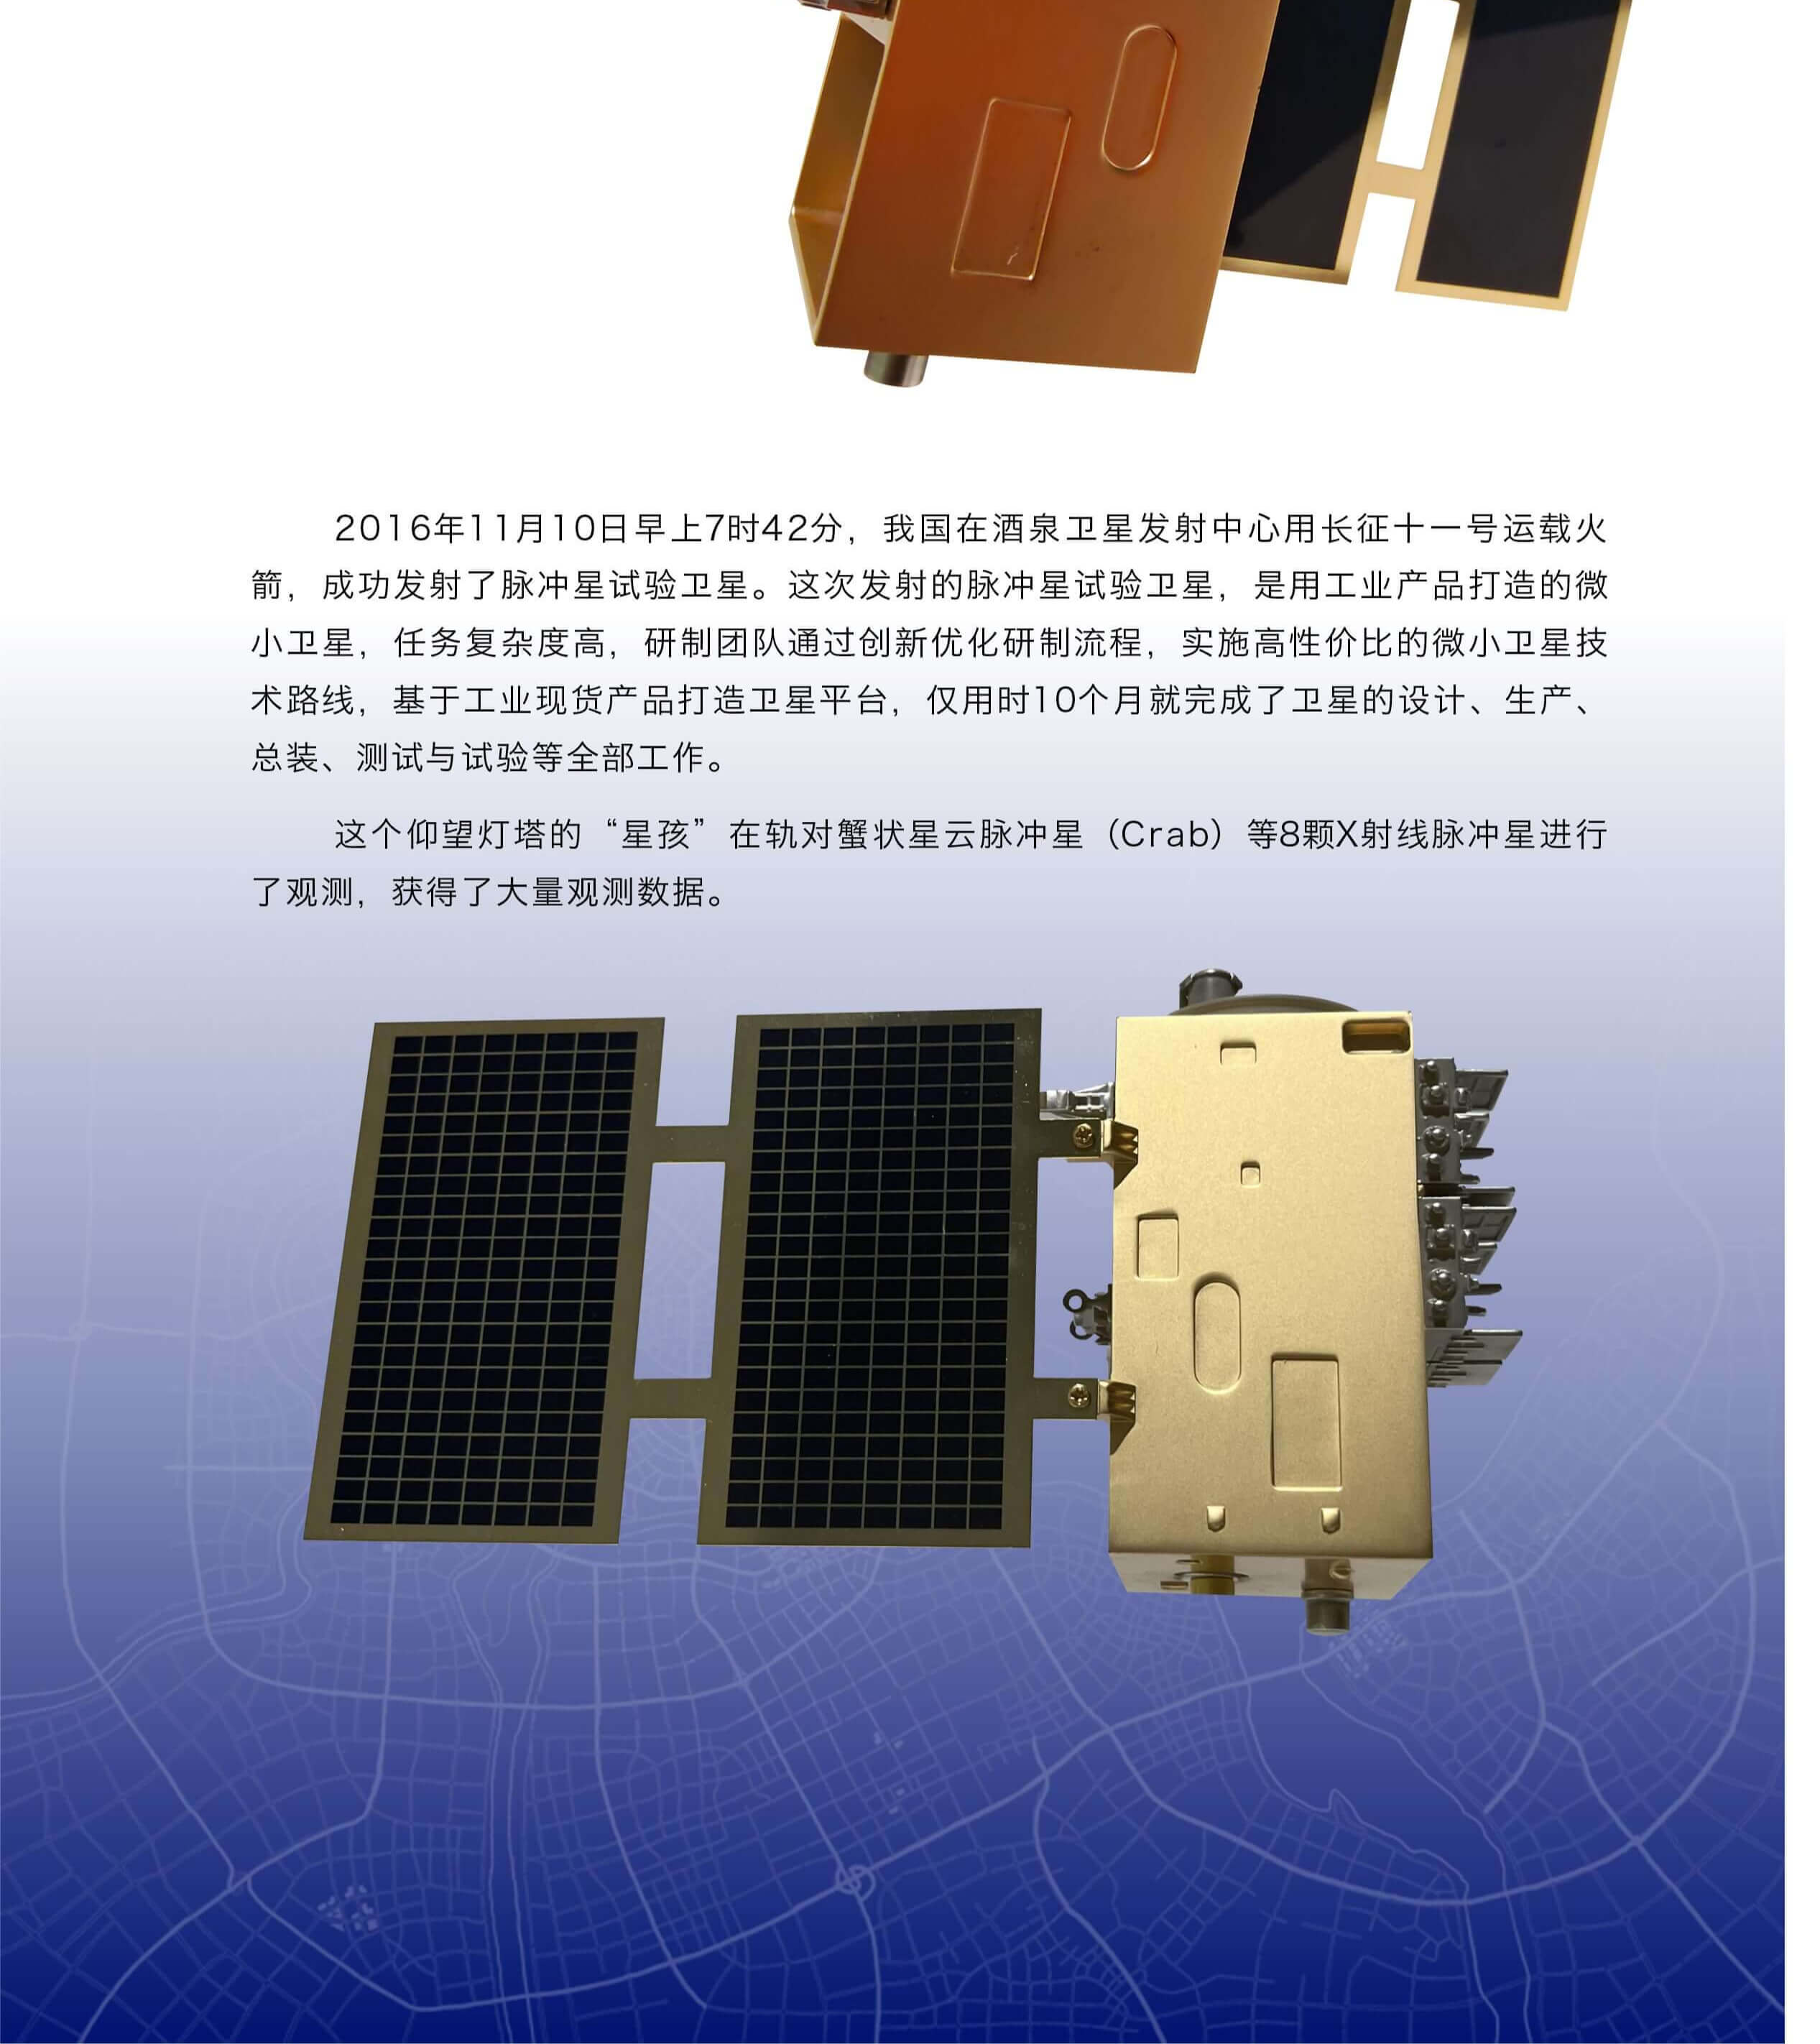 2016年11月10日早上7时42分，我国在酒泉卫星发射中心用长征十一号运载火
箭，成功发射了脉冲星试验卫星。这次发射的脉冲星试验卫星，是用工业产品打造的微
小卫星，任务复杂度高，研制团队通过创新优化研制流程，实施高性价比的微小卫星技
术路线，基于工业现货产品打造卫星平台，仅用时10个月就完成了卫星的设计、生产、
总装、测试与试验等全部工作。
这个仰望灯塔的“星孩”在轨对蟹状星云脉冲星（Crab）等8颗X射线脉冲星进行
了观测，获得了大量观测数据。